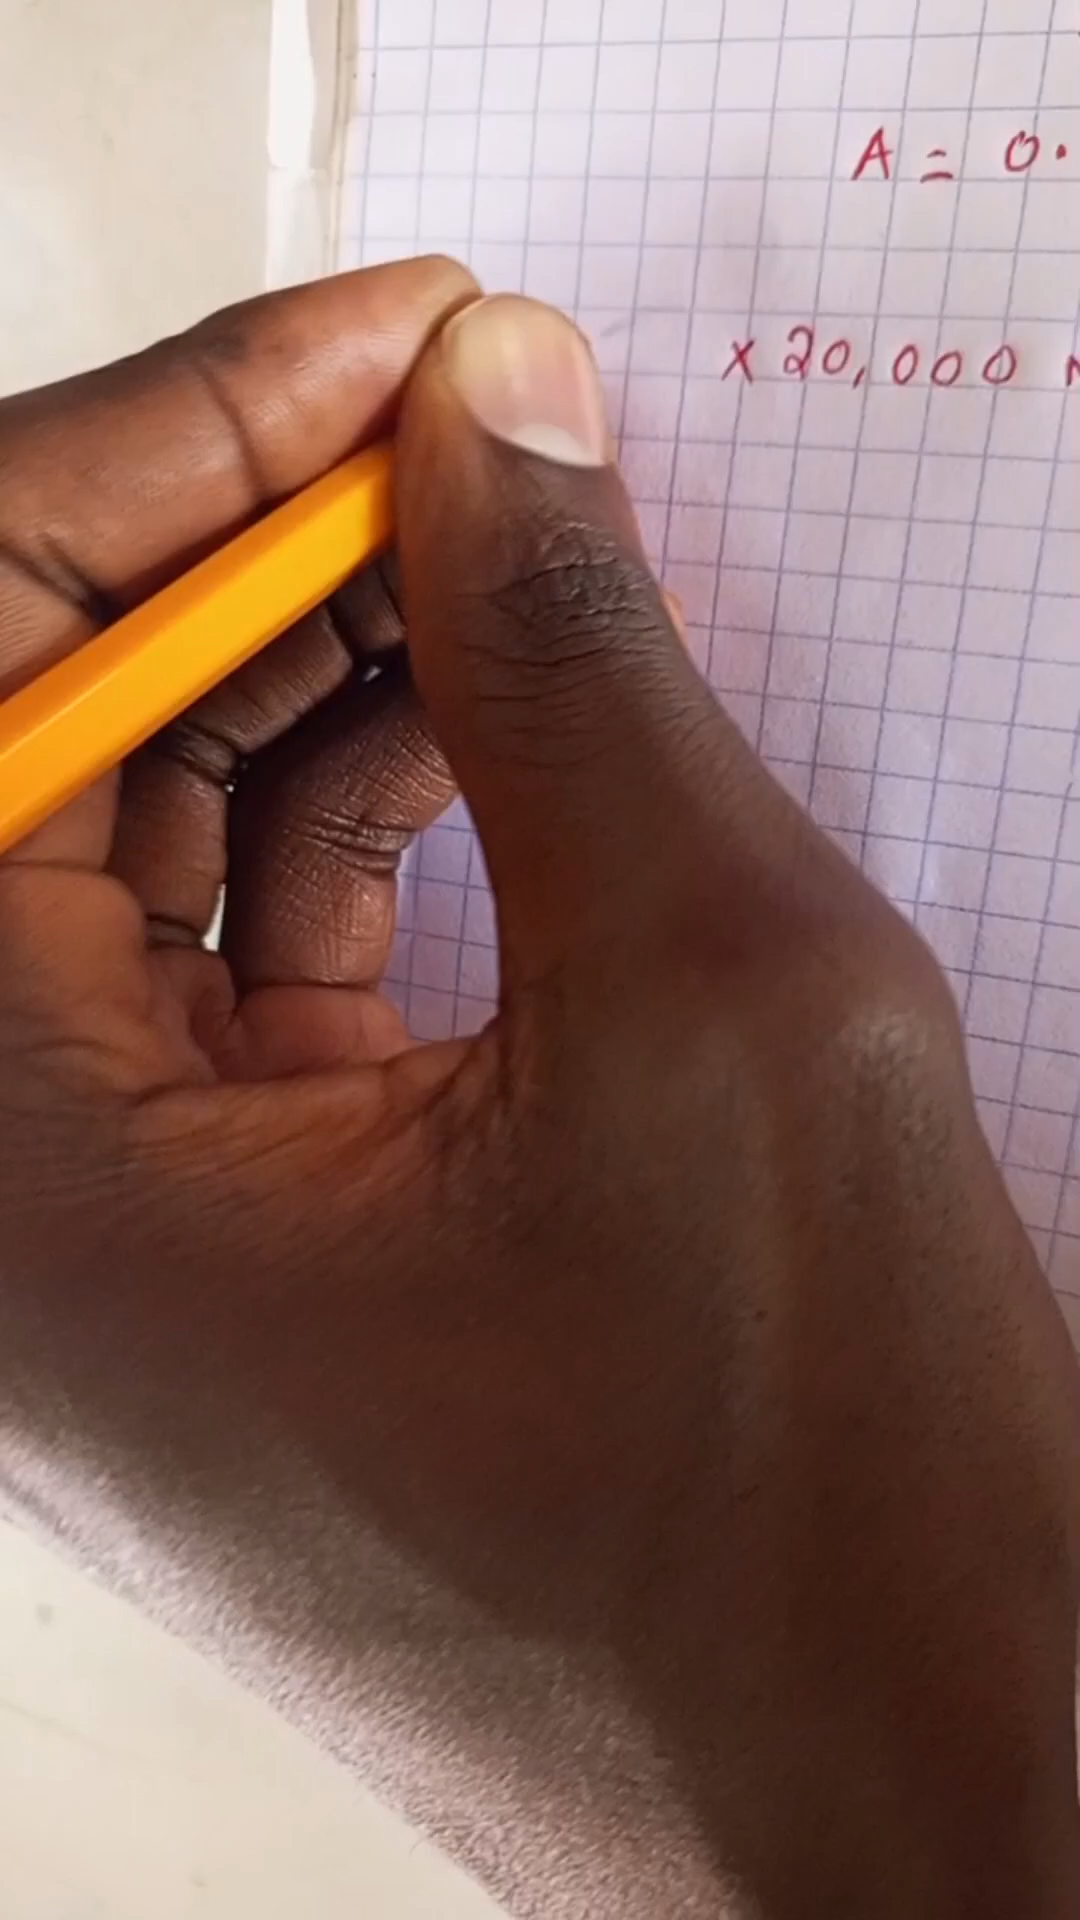 A = 0.
x 20,000